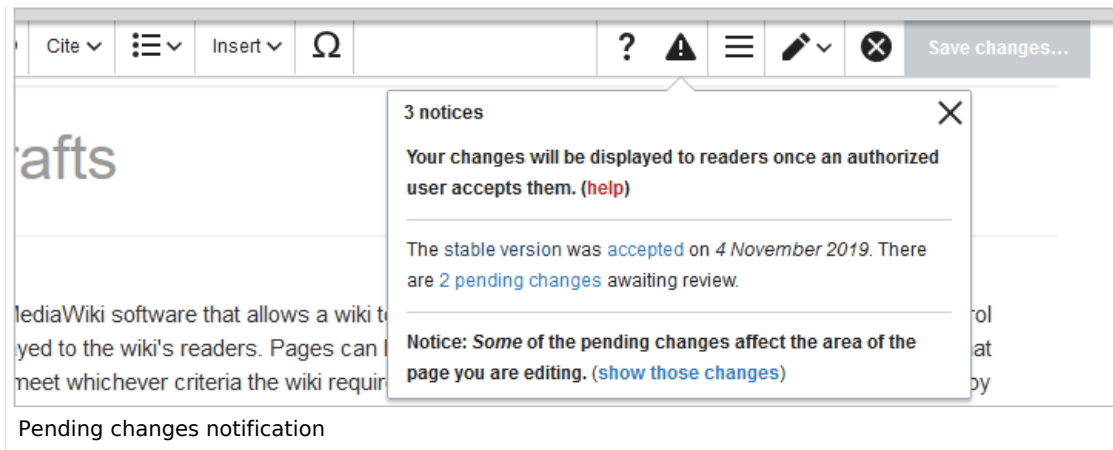 Cite Insert Ω ? Save changes...
3 notices
rafts
Your changes will be displayed to readers once an authorized
user accepts them. (help)
The stable version was accepted on 4 November 2019. There
are 2 pending changes awaiting review.
MediaWiki software that allows a wiki to rol
yed to the wiki's readers. Pages can at
Notice: Some of the pending changes affect the area of the
page you are editing. (show those changes)
meet whichever criteria the wiki requir by
Pending changes notification